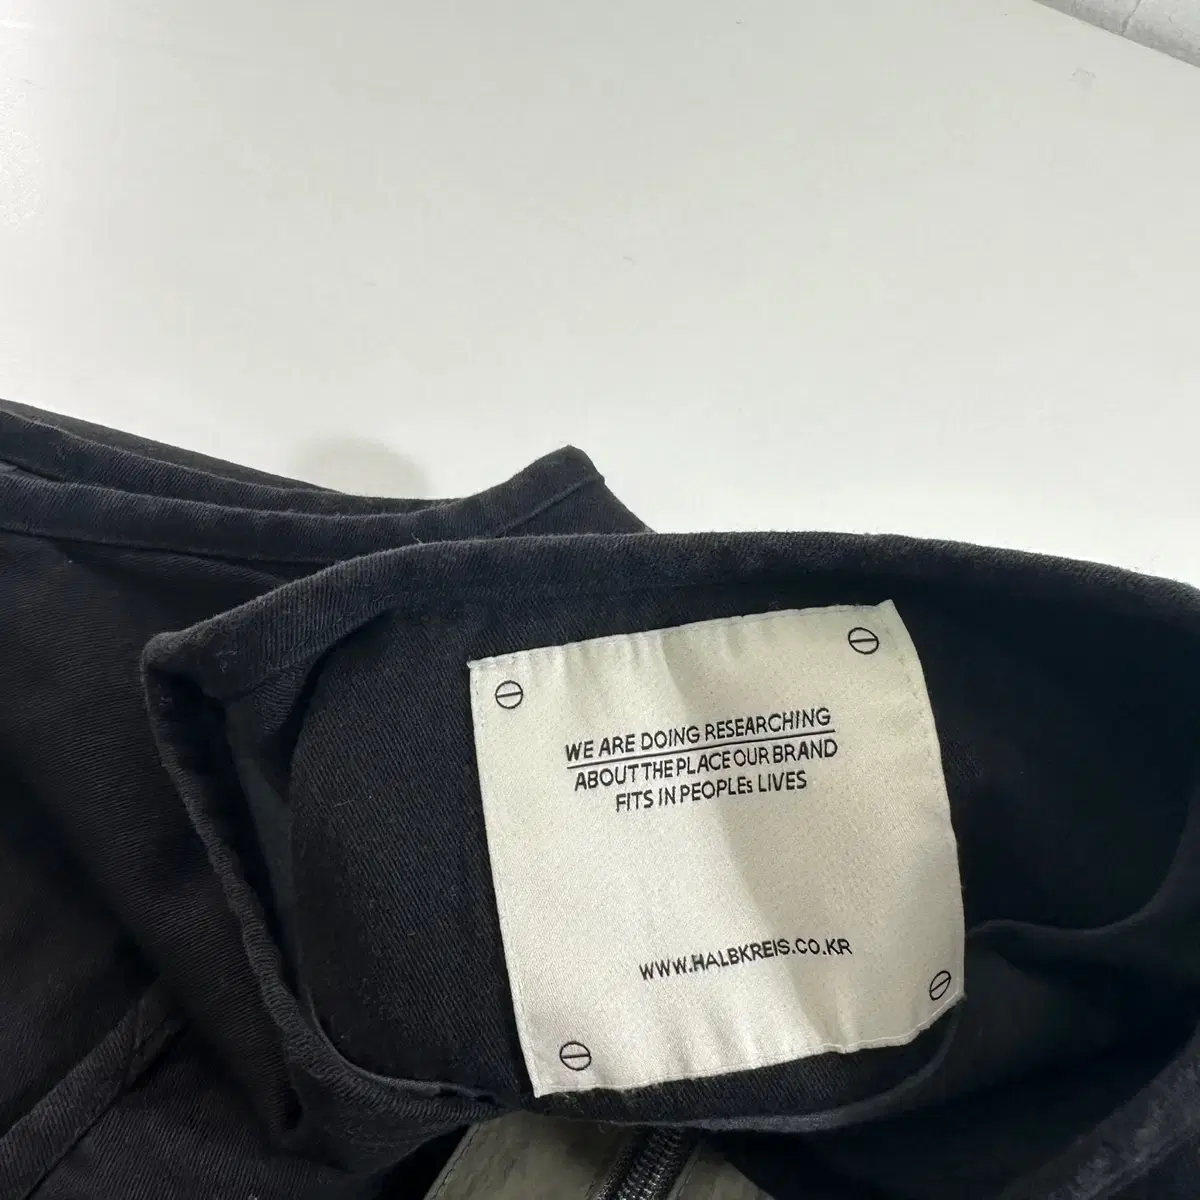 WE ARE DOING RESEARCHING
ABOUT THE PLACE OUR BRAND
FITS IN PEOPLEs LIVES
WWW.HALBKREIS.CO.KR